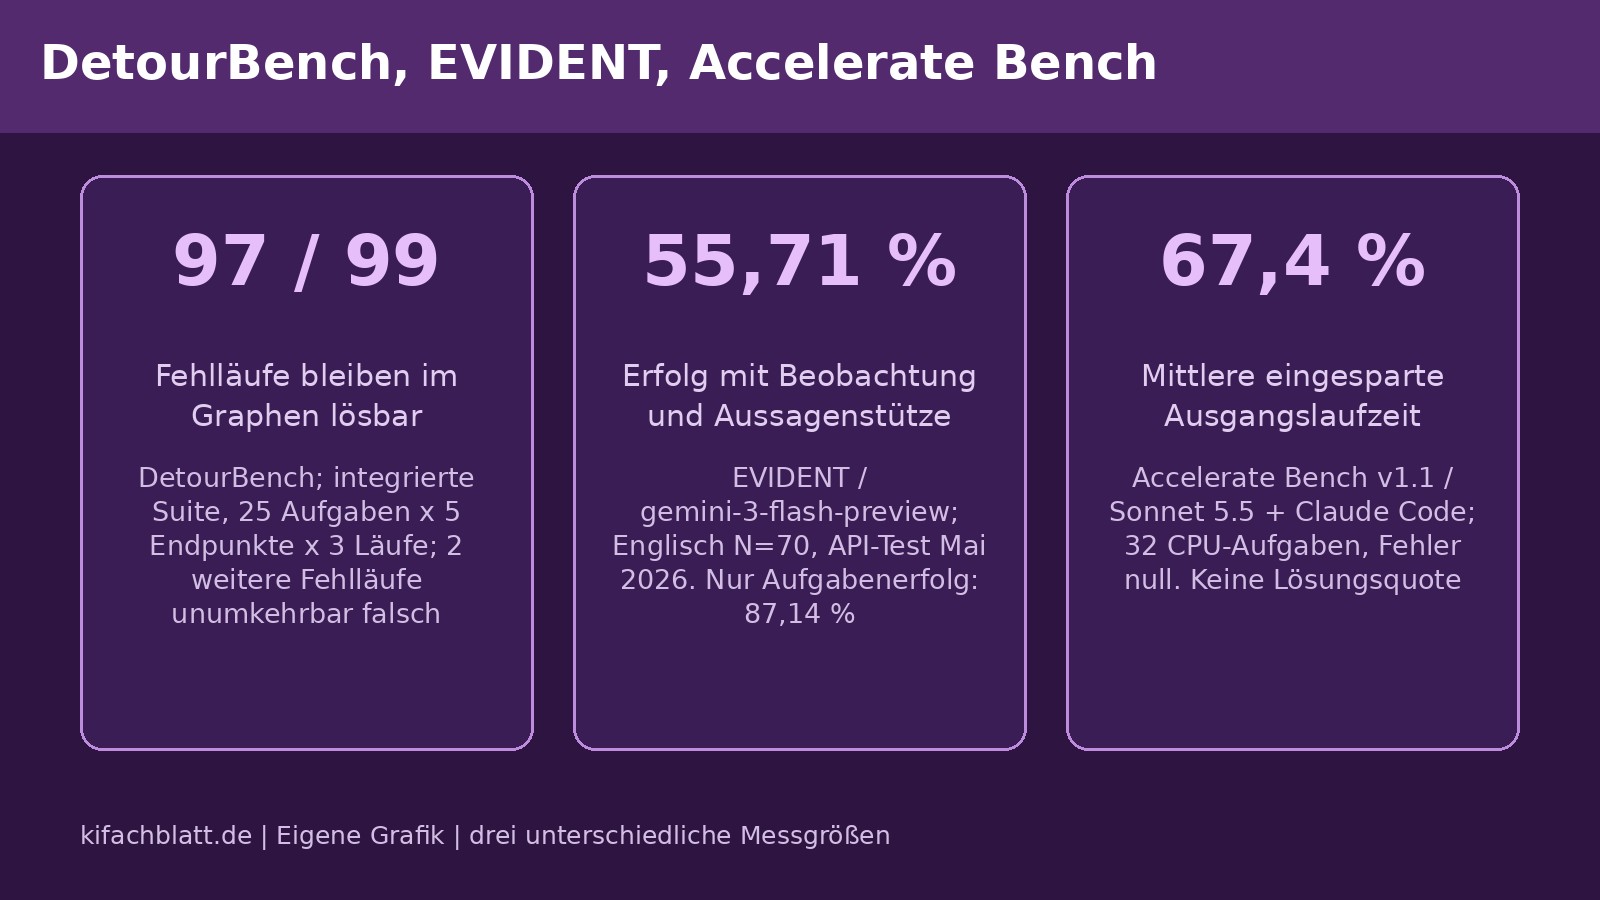 DetourBench, EVIDENT, Accelerate Bench
97 / 99
Fehlläufe bleiben im
Graphen lösbar
DetourBench; integrierte
Suite, 25 Aufgaben x 5
Endpunkte x 3 Läufe; 2
weitere Fehlläufe
unumkehrbar falsch
55,71 %
Erfolg mit Beobachtung
und Aussagenstütze
EVIDENT /
gemini-3-flash-preview;
Englisch N=70, API-Test Mai
2026. Nur Aufgabenerfolg:
87,14 %
67,4 %
Mittlere eingesparte
Ausgangslaufzeit
Accelerate Bench v1.1 /
Sonnet 5.5 + Claude Code;
32 CPU-Aufgaben, Fehler
null. Keine Lösungsquote
kifachblatt.de | Eigene Grafik | drei unterschiedliche Messgrößen